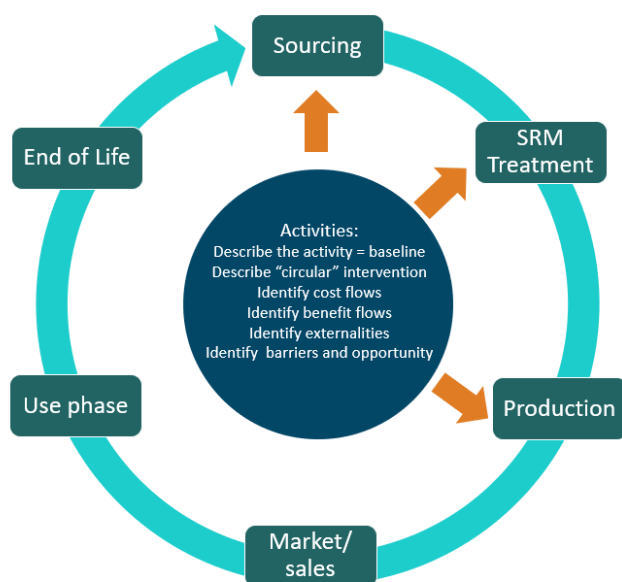 Sourcing
SRM
Treatment
End of Life
Activities:
Describe the activity = baseline
Describe “circular” intervention
Identify cost flows
Identify benefit flows
Identify externalities
Identify  barriers and opportunity
Use phase
Production
Market/
sales